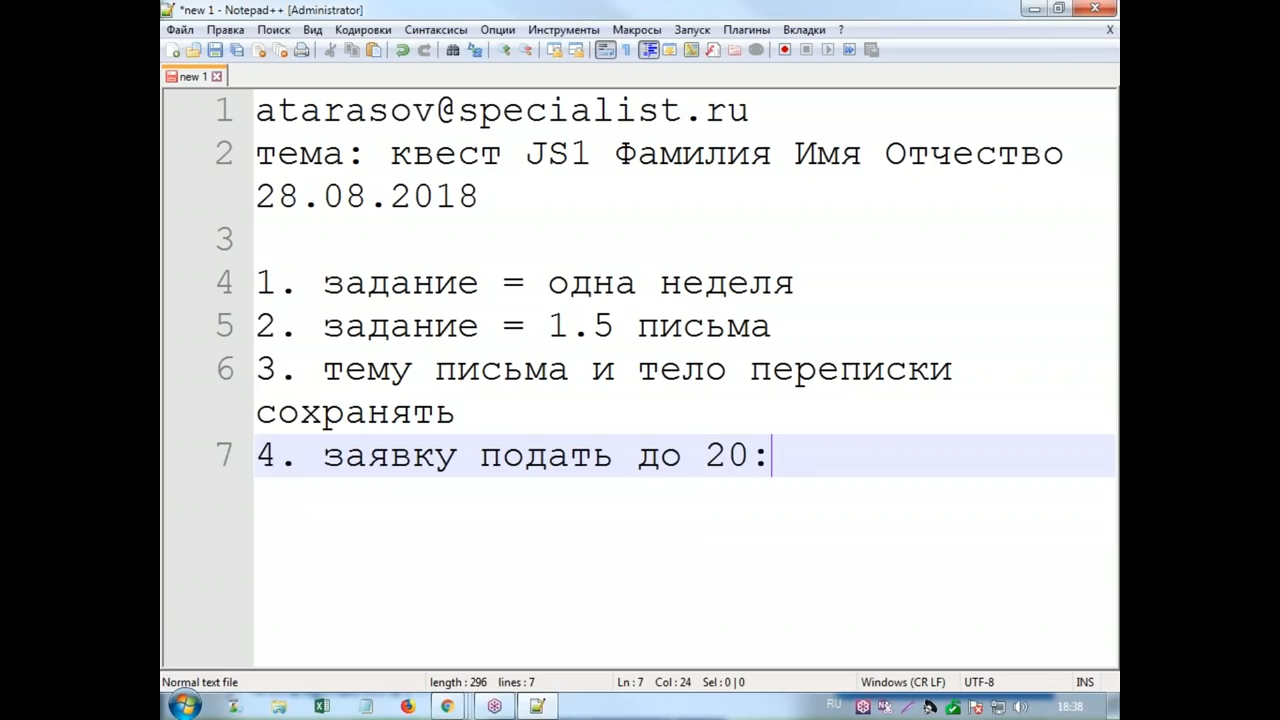 *new 1 - Notepad++ [Administrator]
Файл Правка Поиск Вид Кодировки Синтаксисы Опции Инструменты Макросы Запуск Плагины Вкладки ? X
new 1
1 atarasov@specialist.ru
2 тема: квест JS1 Фамилия Имя Отчество
28.08.2018
3
4 1. задание = одна неделя
5 2. задание = 1.5 письма
6 3. тему письма и тело переписки
сохранять
7 4. заявку подать до 20:
Normal text file length : 296 lines : 7 Ln : 7 Col : 24 Sel : 0 | 0 Windows (CR LF) UTF-8 INS
RU 18:38